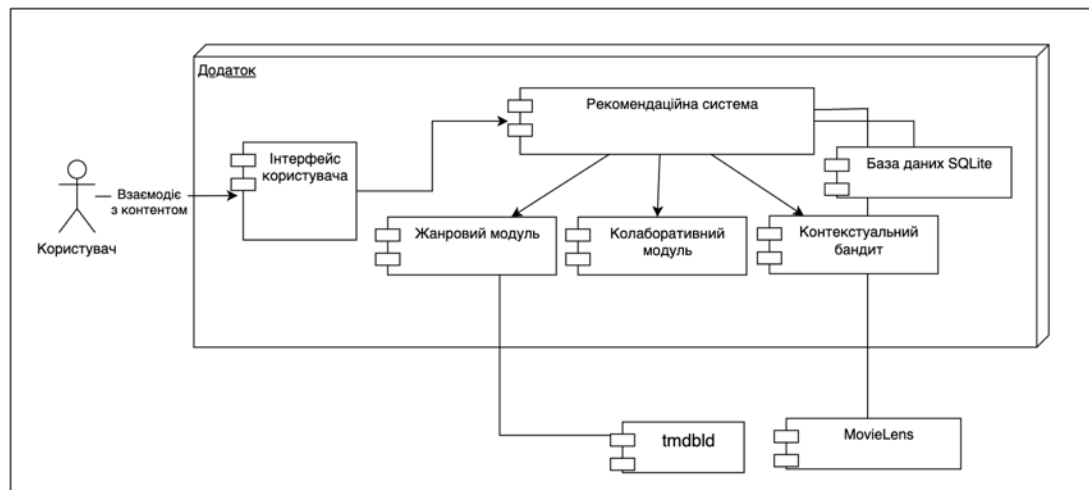 Додаток
Рекомендаційна система
Інтерфейс
користувача
База даних SQLite
Взаємодіє
з контентом
Користувач
Жанровий модуль
Колаборативний
модуль
Контекстуальний
бандит
tmdbId
MovieLens